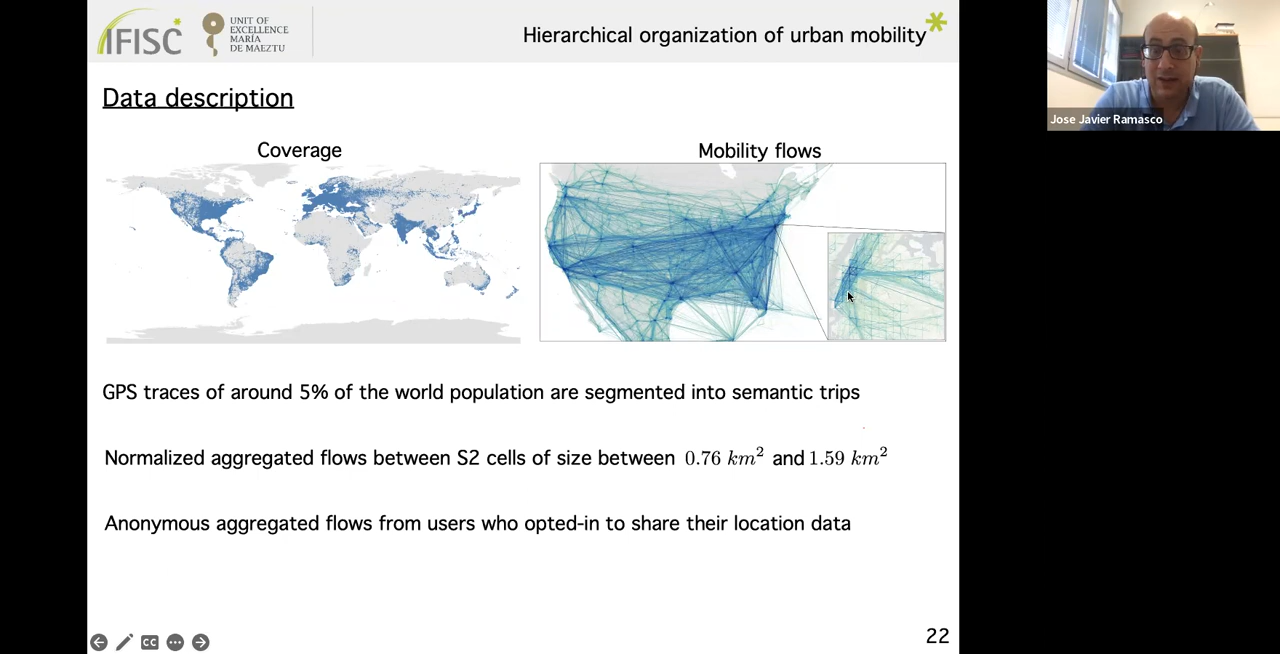 IFISC
UNIT OF
EXCELLENCE
MARÍA
DE MAEZTU
Hierarchical organization of urban mobility
Jose Javier Ramasco
Data description
Coverage
Mobility flows
GPS traces of around 5% of the world population are segmented into semantic trips
Normalized aggregated flows between S2 cells of size between 0.76 km² and 1.59 km²
Anonymous aggregated flows from users who opted-in to share their location data
CC
22